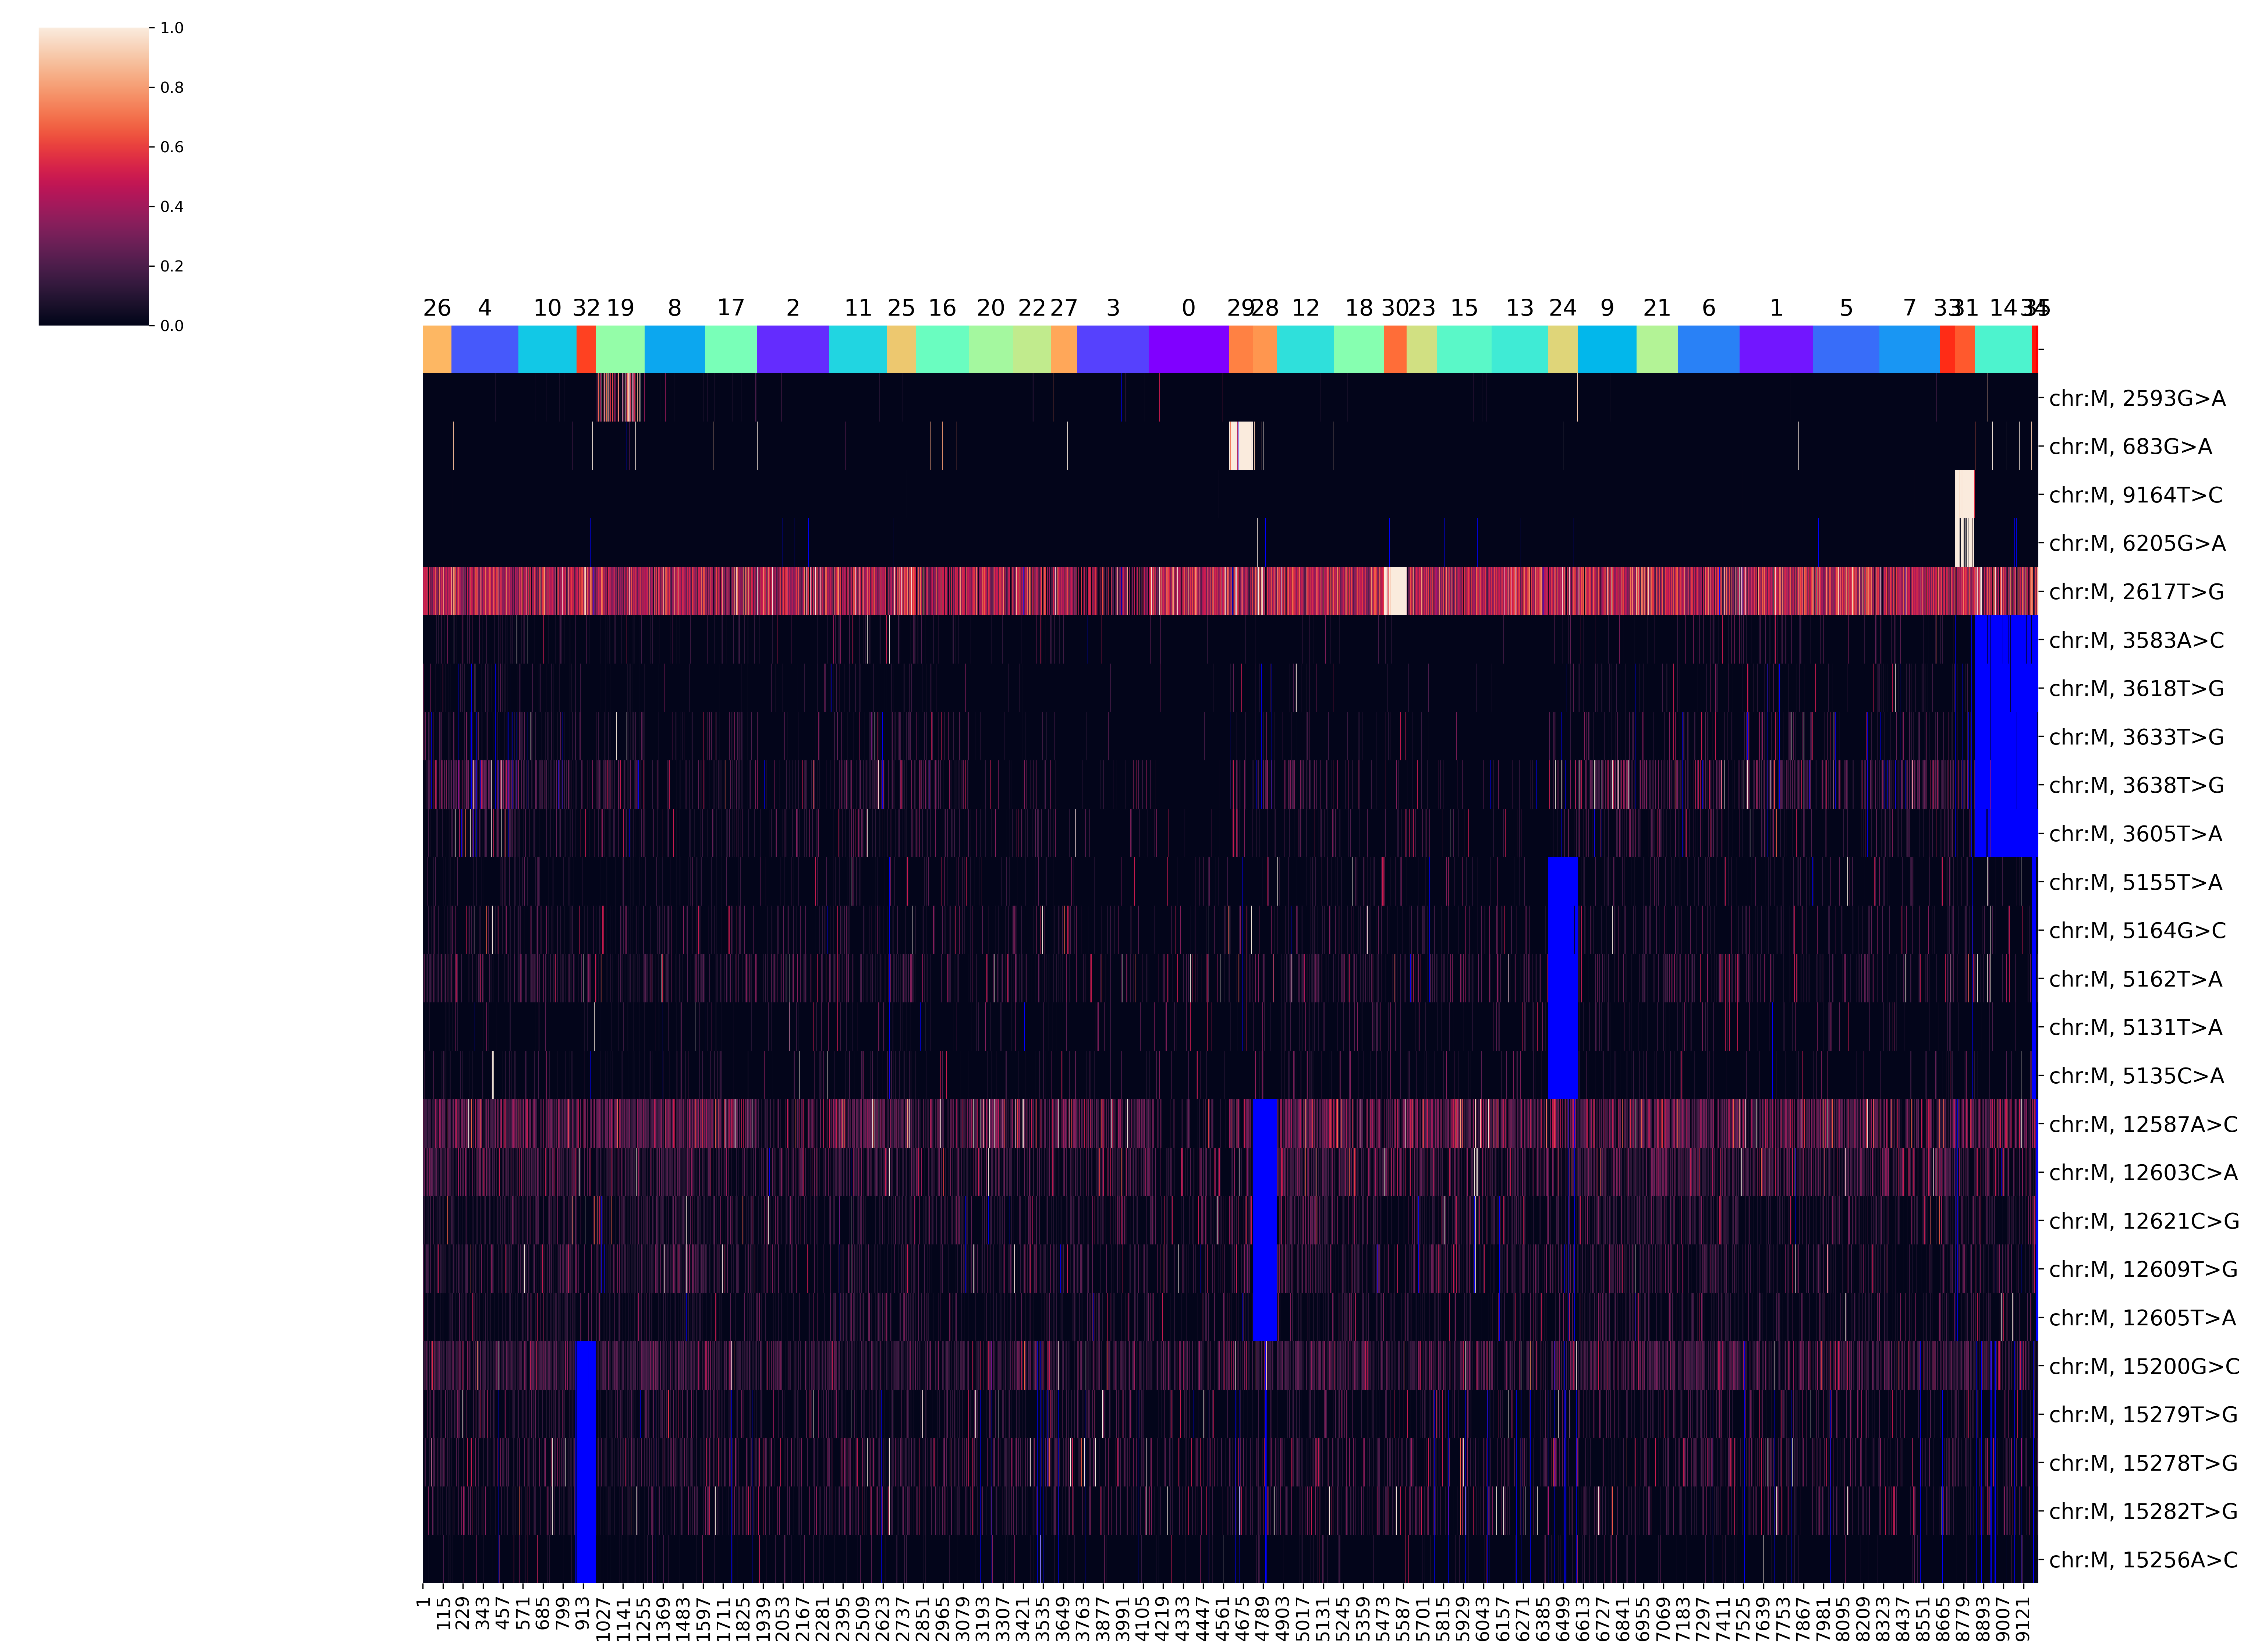 1.0
0.8
0.6
0.4
0.2
0.0
26 4 10 32 19 8 17 2 11 25 16 20 22 27 3 0 29 28 12 18 30 23 15 13 24 9 21 6 1 5 7 33 31 14 34 35
chr:M, 2593G>A
chr:M, 683G>A
chr:M, 9164T>C
chr:M, 6205G>A
chr:M, 2617T>G
chr:M, 3583A>C
chr:M, 3618T>G
chr:M, 3633T>G
chr:M, 3638T>G
chr:M, 3605T>A
chr:M, 5155T>A
chr:M, 5164G>C
chr:M, 5162T>A
chr:M, 5131T>A
chr:M, 5135C>A
chr:M, 12587A>C
chr:M, 12603C>A
chr:M, 12621C>G
chr:M, 12609T>G
chr:M, 12605T>A
chr:M, 15200G>C
chr:M, 15279T>G
chr:M, 15278T>G
chr:M, 15282T>G
chr:M, 15256A>C
1 115 229 343 457 571 685 799 913 1027 1141 1255 1369 1483 1597 1711 1825 1939 2053 2167 2281 2395 2509 2623 2737 2851 2965 3079 3193 3307 3421 3535 3649 3763 3877 3991 4105 4219 4333 4447 4561 4675 4789 4903 5017 5131 5245 5359 5473 5587 5701 5815 5929 6043 6157 6271 6385 6499 6613 6727 6841 6955 7069 7183 7297 7411 7525 7639 7753 7867 7981 8095 8209 8323 8437 8551 8665 8779 8893 9007 9121